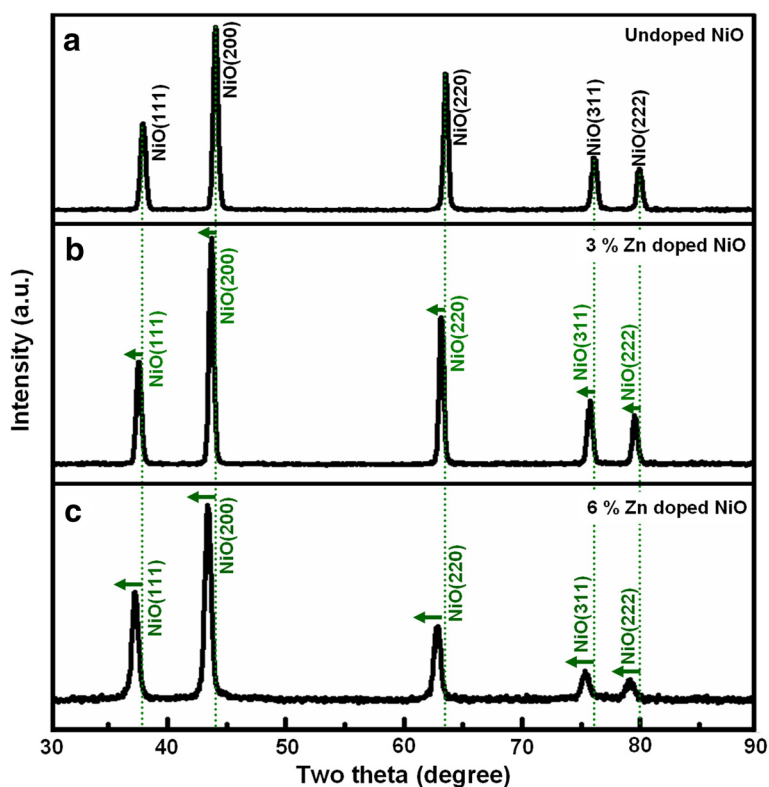 a
Undoped NiO
NiO(111)
NiO(200)
NiO(220)
NiO(311)
NiO(222)
b
3 % Zn doped NiO
NiO(111)
NiO(200)
NiO(220)
NiO(311)
NiO(222)
c
6 % Zn doped NiO
NiO(111)
NiO(200)
NiO(220)
NiO(311)
NiO(222)
Intensity (a.u.)
30 40 50 60 70 80 90
Two theta (degree)